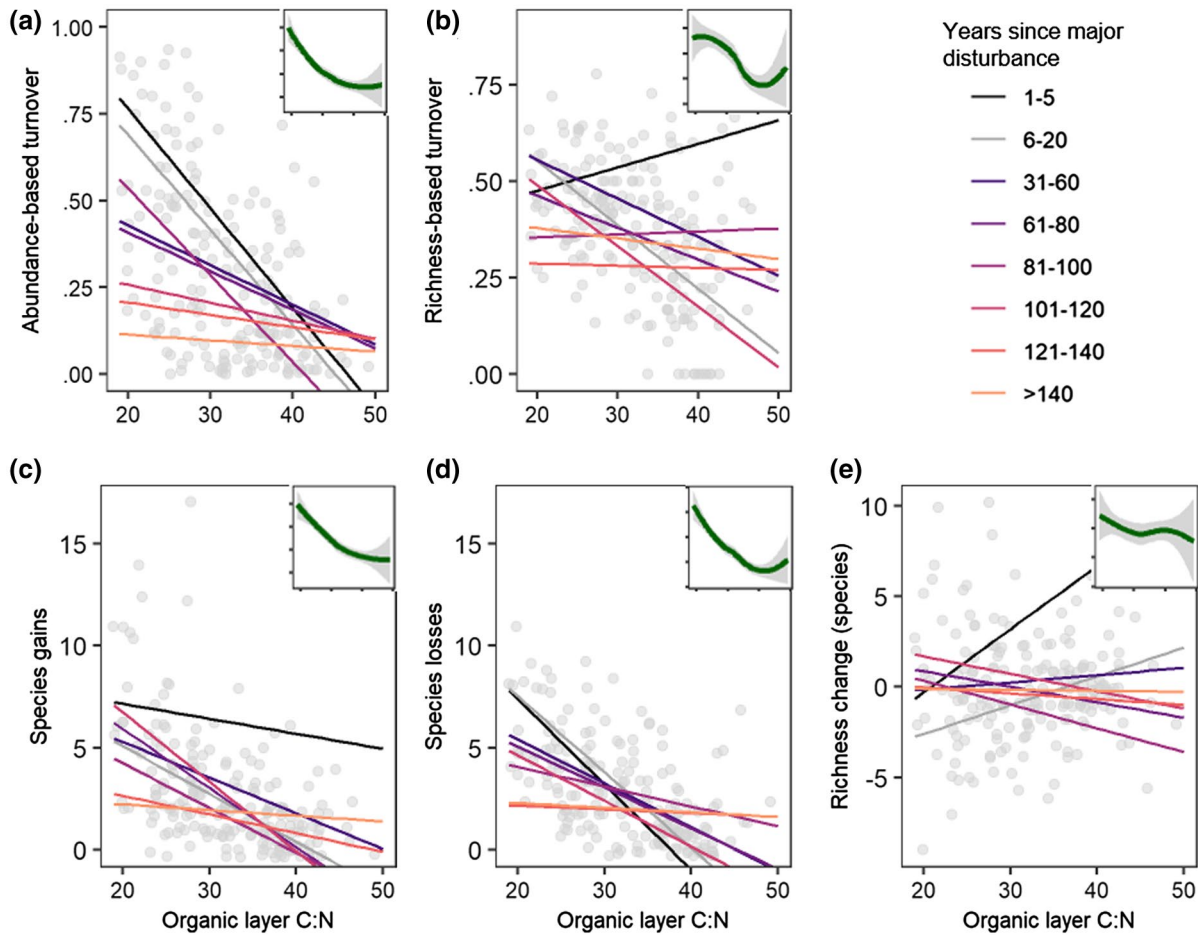 (a)
1.00
.75
.50
.25
.00
Abundance-based turnover
20 30 40 50
(b)
.75
.50
.25
.00
Richness-based turnover
20 30 40 50
Years since major
disturbance
1-5
6-20
31-60
61-80
81-100
101-120
121-140
>140
(c)
15
10
5
0
Species gains
20 30 40 50
Organic layer C:N
(d)
15
10
5
0
Species losses
20 30 40 50
Organic layer C:N
(e)
10
5
0
-5
Richness change (species)
20 30 40 50
Organic layer C:N